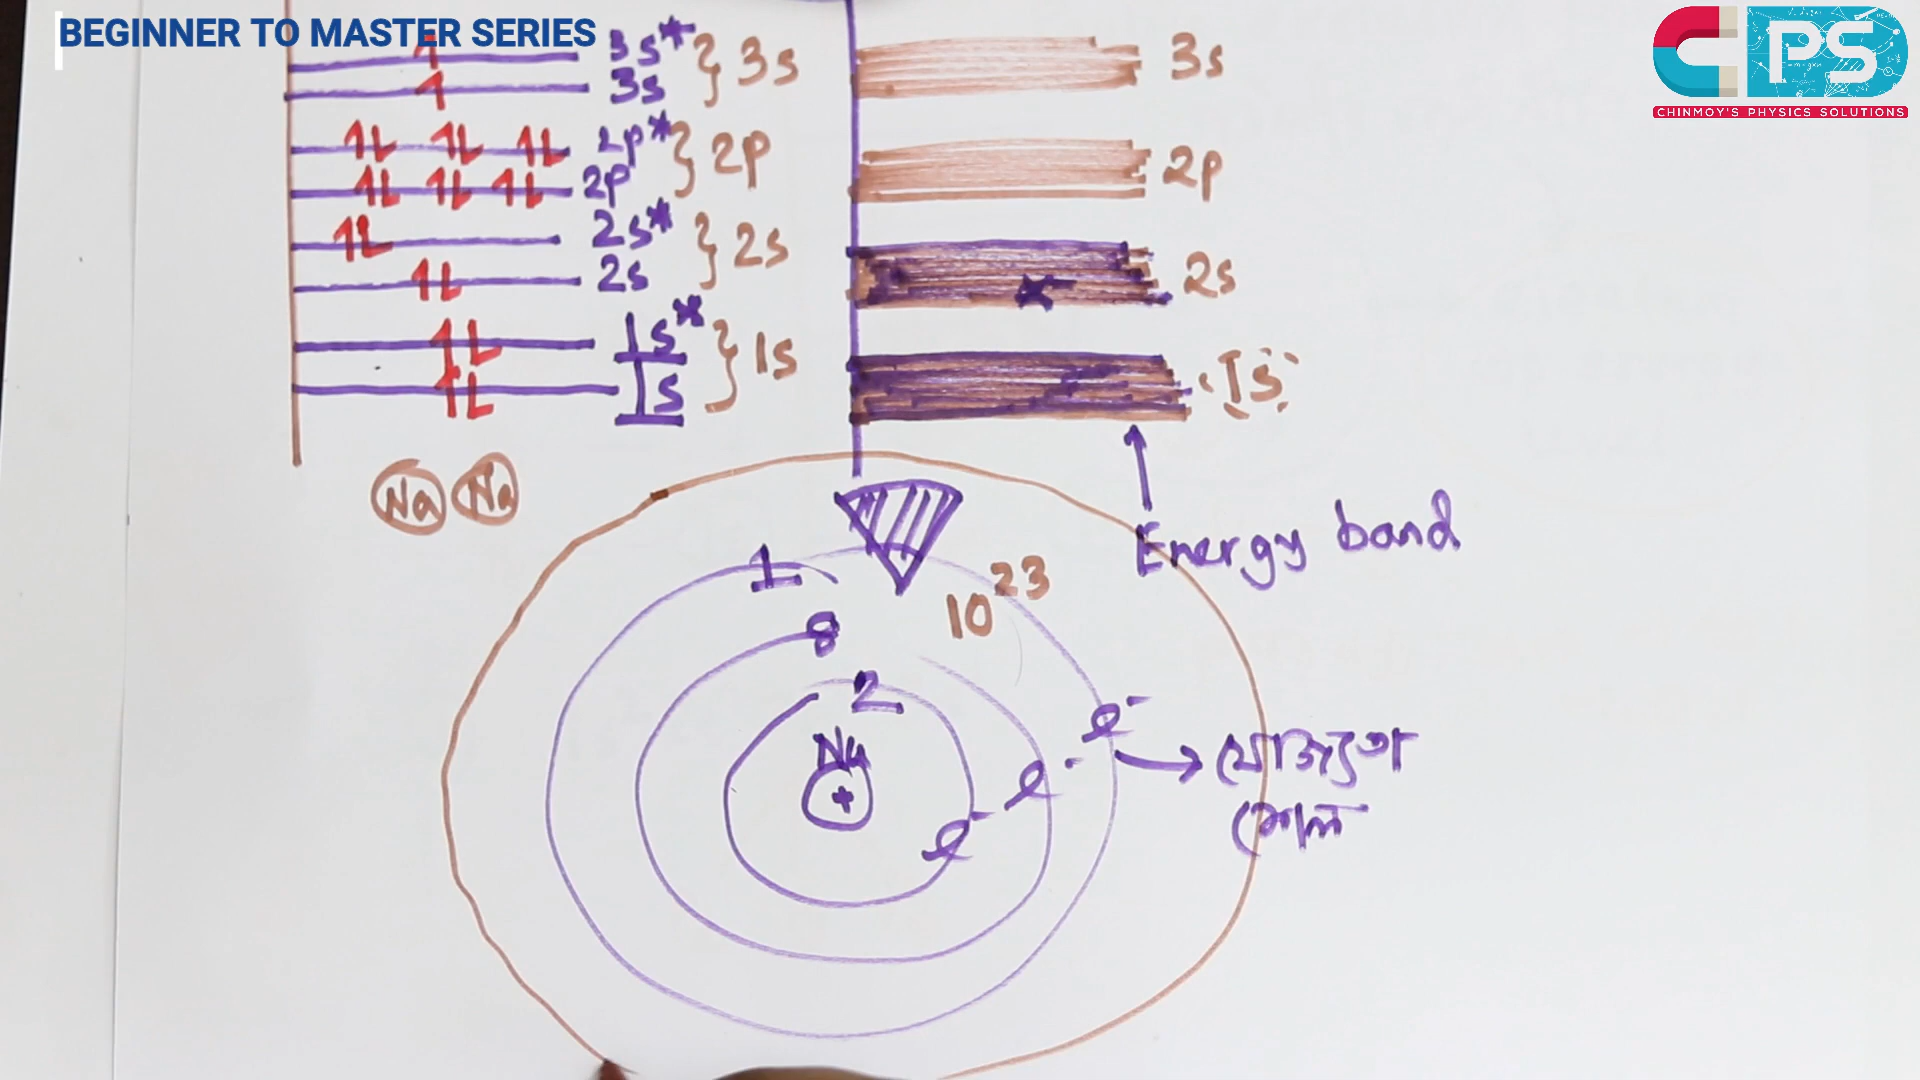 BEGINNER TO MASTER SERIES
CPS
CHINMOY'S PHYSICS SOLUTIONS
3s* } 3s
3s
2p* } 2p
2p
2s* } 2s
2s
1s* } 1s
1s
3s
2p
2s
1s
Na Na
Energy band
10²³
1
8
2
Na
+
e⁻
e⁻
e⁻
→ যোজ্যতা
শেল